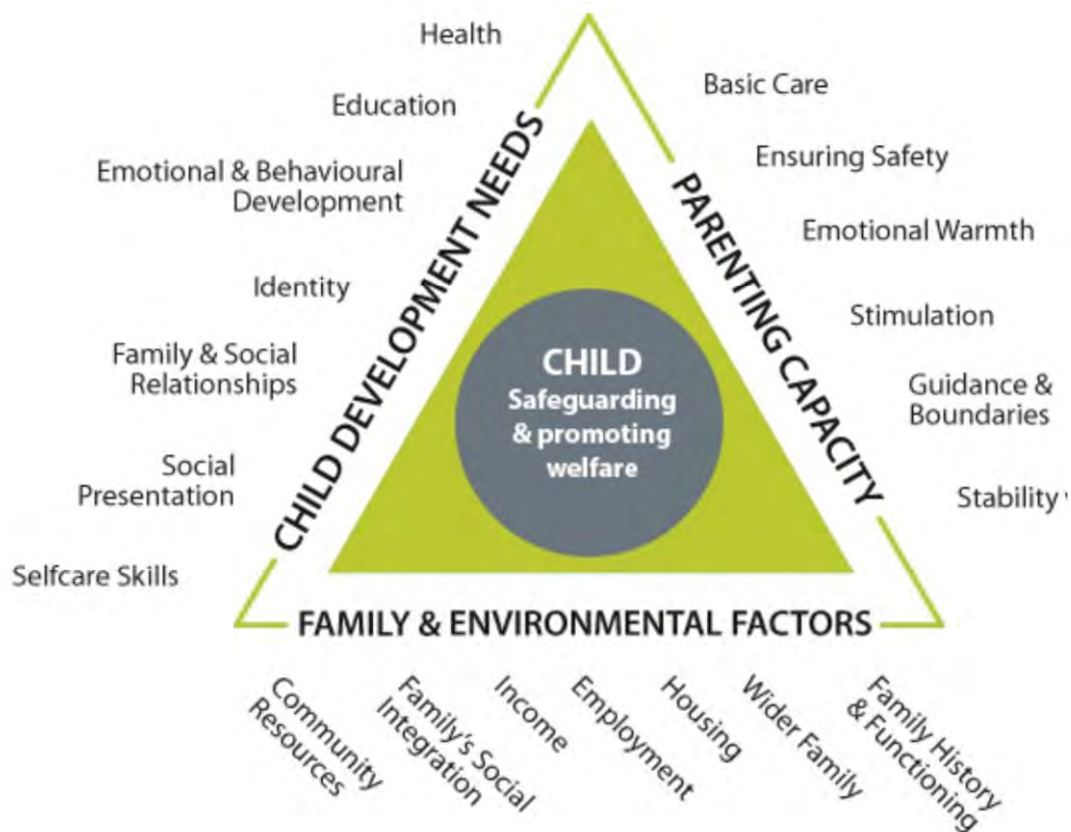 Health
Education
Emotional & Behavioural
Development
Identity
Family & Social
Relationships
Social
Presentation
Selfcare Skills
CHILD DEVELOPMENT NEEDS
CHILD
Safeguarding
& promoting
welfare
PARENTING CAPACITY
Basic Care
Ensuring Safety
Emotional Warmth
Stimulation
Guidance &
Boundaries
Stability
FAMILY & ENVIRONMENTAL FACTORS
Community
Resources
Family's Social
Integration
Income
Employment
Housing
Wider Family
Family History
& Functioning